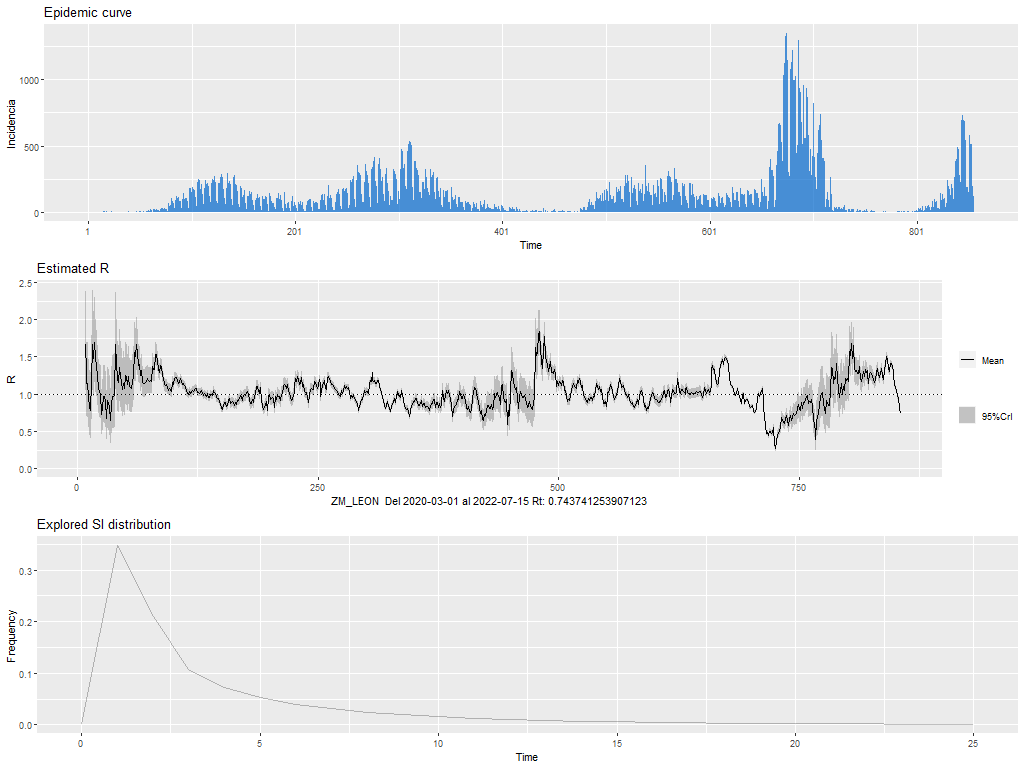 Epidemic curve
1000
500
0
Incidencia
1 201 401 601 801
Time
Estimated R
2.5
2.0
1.5
1.0
0.5
0.0
R
0 250 500 750
ZM_LEON Del 2020-03-01 al 2022-07-15 Rt: 0.743741253907123
Mean
95%CrI
Explored SI distribution
0.3
0.2
0.1
0.0
Frequency
0 5 10 15 20 25
Time